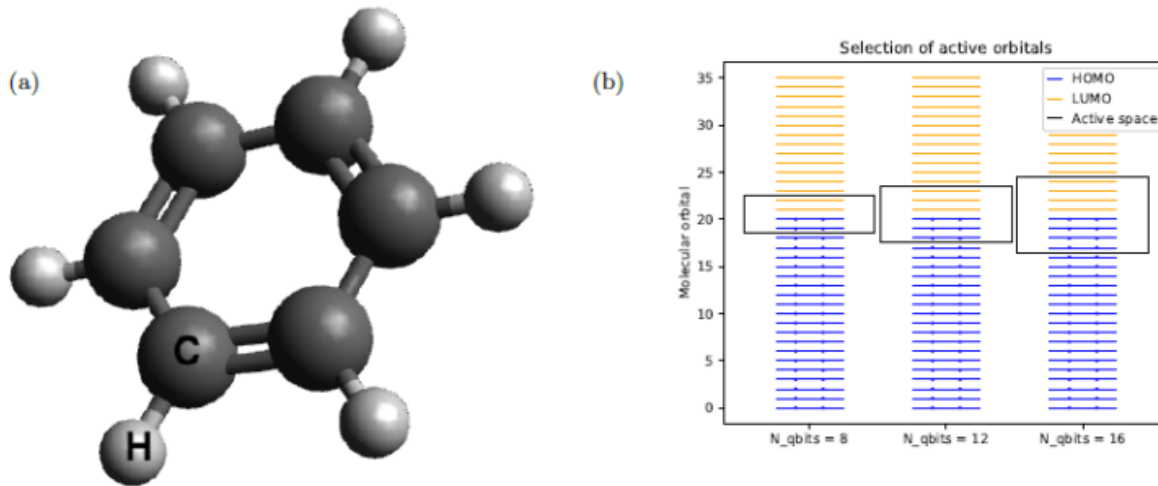 (a)
C
H
(b)
Selection of active orbitals
HOMO
LUMO
Active space
Molecular orbital
35
30
25
20
15
10
5
0
N_qbits = 8
N_qbits = 12
N_qbits = 16